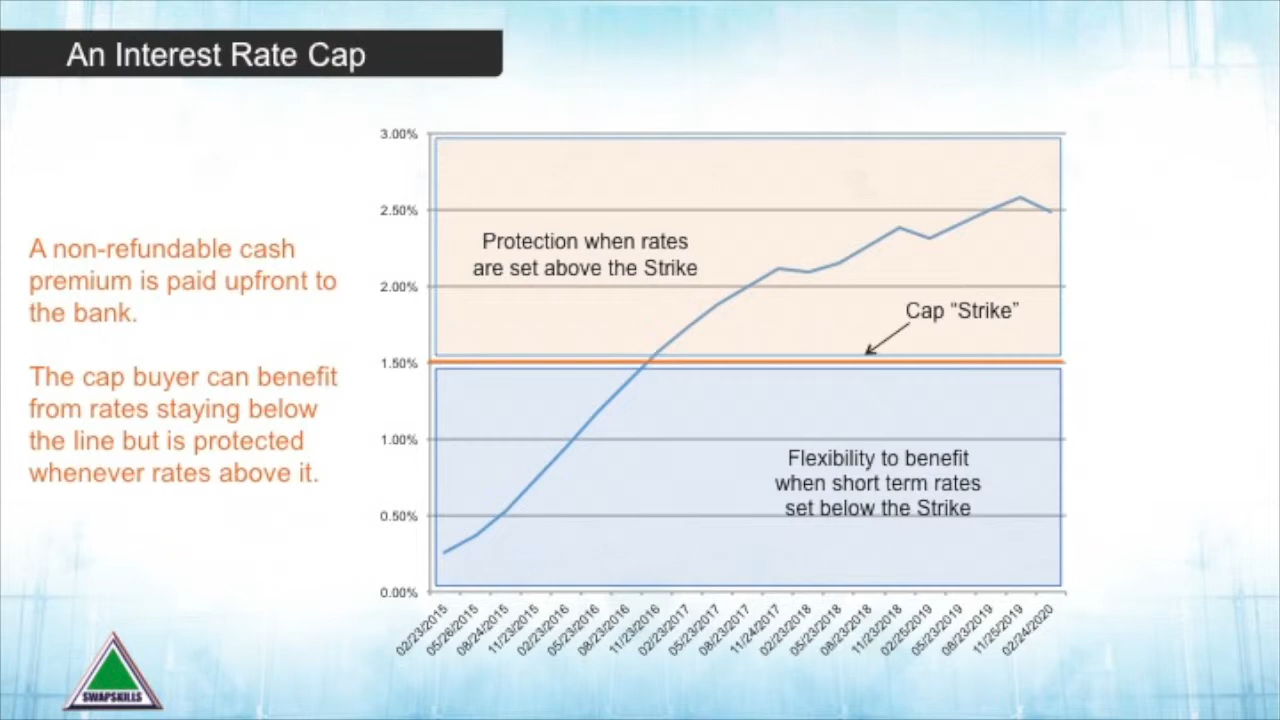 An Interest Rate Cap
A non-refundable cash
premium is paid upfront to
the bank.
The cap buyer can benefit
from rates staying below
the line but is protected
whenever rates above it.
3.00%
2.50%
2.00%
1.50%
1.00%
0.50%
0.00%
Protection when rates
are set above the Strike
Cap "Strike"
Flexibility to benefit
when short term rates
set below the Strike
02/23/2015
05/26/2015
08/24/2015
11/23/2015
02/23/2016
05/23/2016
08/23/2016
11/23/2016
02/23/2017
05/23/2017
08/23/2017
11/24/2017
02/23/2018
05/23/2018
08/23/2018
11/23/2018
02/25/2019
05/23/2019
08/23/2019
11/25/2019
02/24/2020
SWAPSKILLS